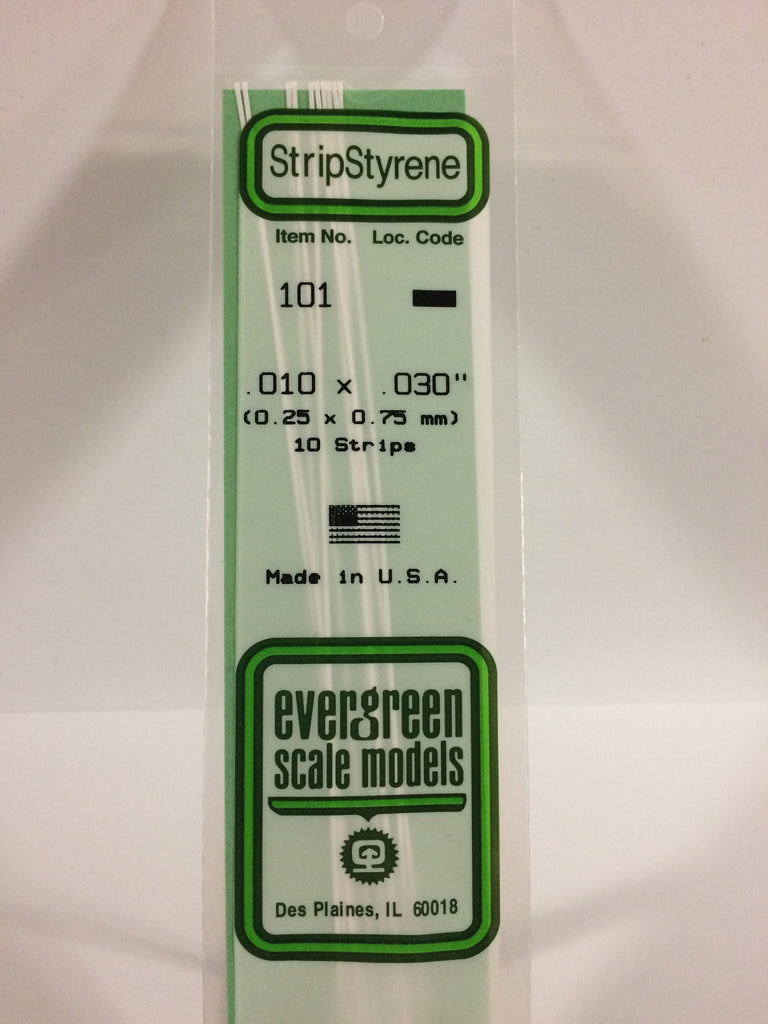 StripStyrene
Item No. Loc. Code
101
.010 x .030"
(0.25 x 0.75 mm)
10 Strips
Made in U.S.A.
evergreen
scale models
Des Plaines, IL 60018